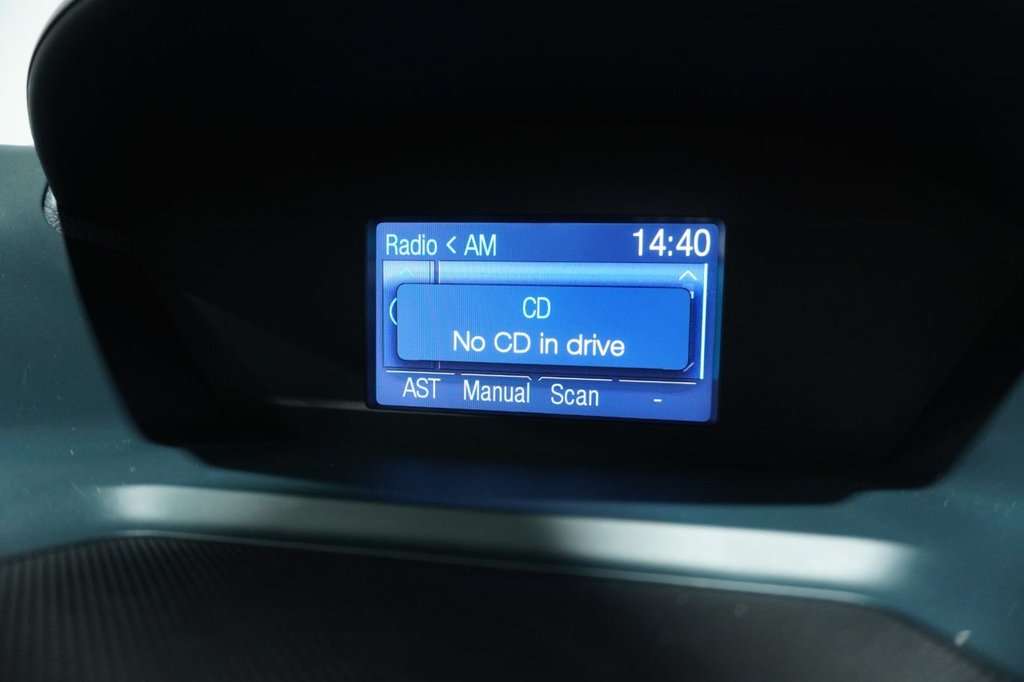 Radio < AM 14:40
CD
No CD in drive
AST Manual Scan -